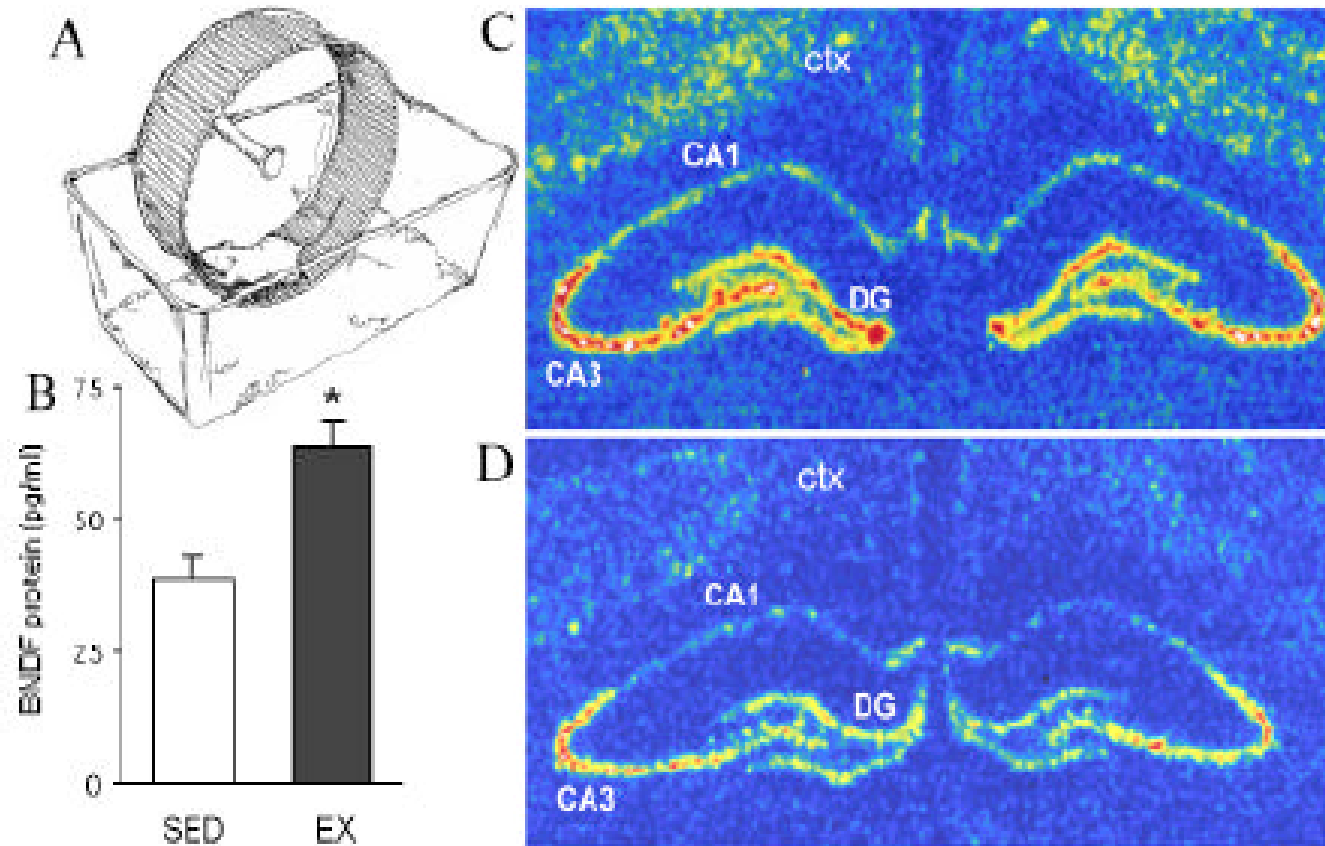 A
B
BNDF protein (pg/ml)
75
50
25
0
*
SED
EX
C
ctx
CA1
DG
CA3
D
ctx
CA1
DG
CA3